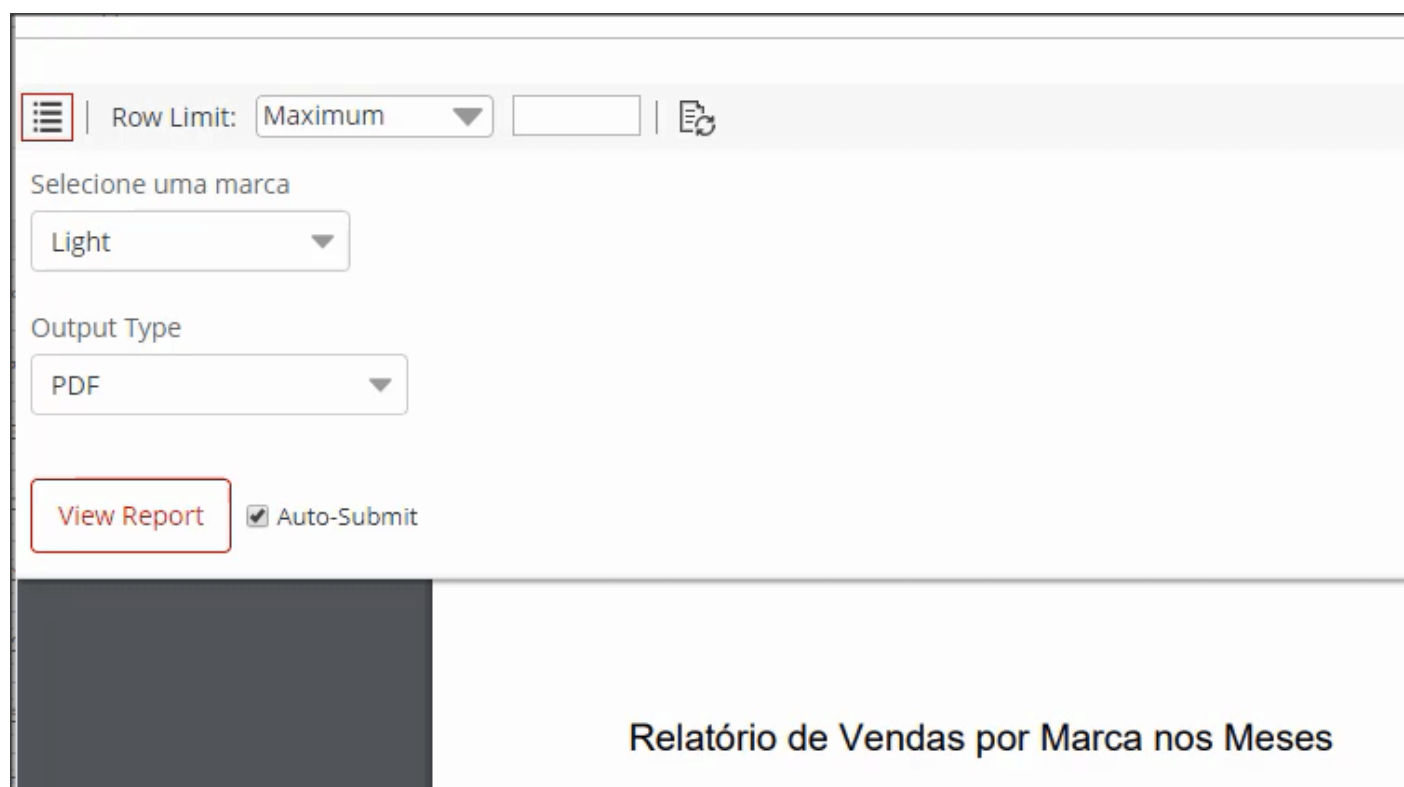 Row Limit: Maximum
Selecione uma marca
Light
Output Type
PDF
View Report Auto-Submit
Relatório de Vendas por Marca nos Meses